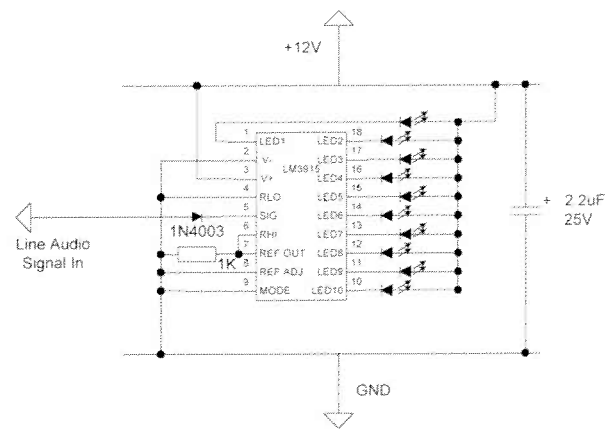 +12V
1
LED1
2
V-
3
V+
4
RLO
5
SIG
6
RHI
7
REF OUT
8
REF ADJ
9
MODE
LM3915
18
LED2
17
LED3
16
LED4
15
LED5
14
LED6
13
LED7
12
LED8
11
LED9
10
LED10
Line Audio
Signal In
1N4003
1K
+ 2.2uF
25V
GND